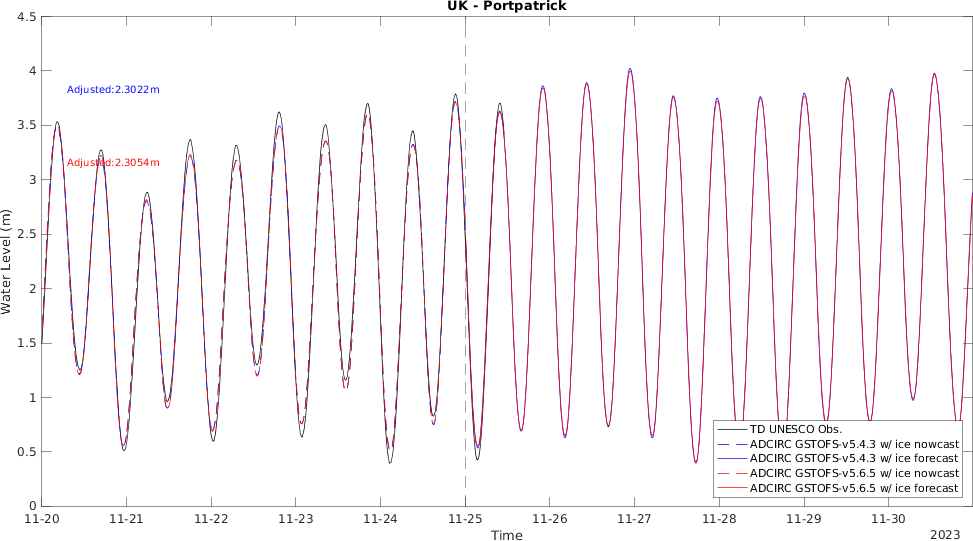 UK - Portpatrick
4.5
4
3.5
3
2.5
2
1.5
1
0.5
0
Water Level (m)
Adjusted:2.3022m
Adjusted:2.3054m
TD UNESCO Obs.
ADCIRC GSTOFS-v5.4.3 w/ ice nowcast
ADCIRC GSTOFS-v5.4.3 w/ ice forecast
ADCIRC GSTOFS-v5.6.5 w/ ice nowcast
ADCIRC GSTOFS-v5.6.5 w/ ice forecast
11-20 11-21 11-22 11-23 11-24 11-25 11-26 11-27 11-28 11-29 11-30
Time
2023